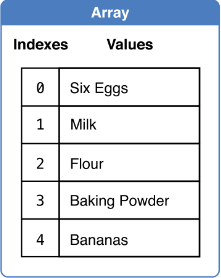 Array
Indexes Values
0 Six Eggs
1 Milk
2 Flour
3 Baking Powder
4 Bananas